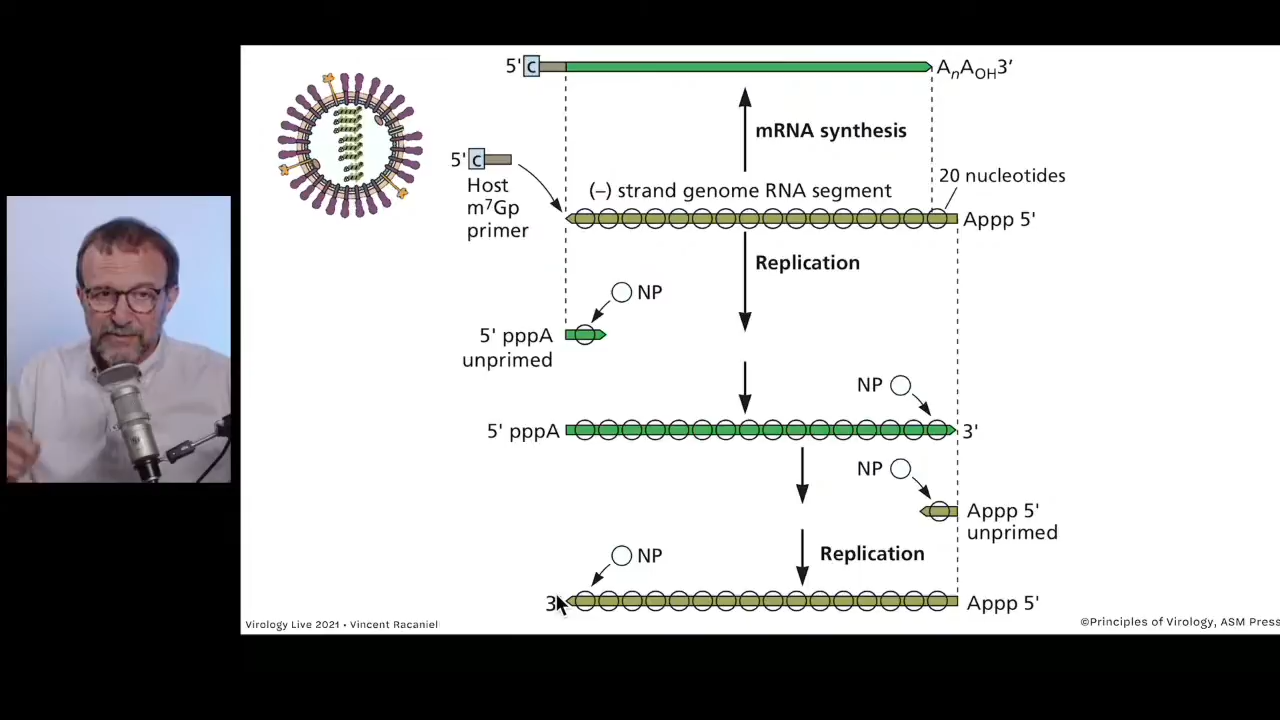 5' C AₙA_OH3'
mRNA synthesis
5' C
Host
m⁷Gp
primer
(–) strand genome RNA segment
20 nucleotides
Appp 5'
Replication
NP
5' pppA
unprimed
NP
5' pppA
3'
NP
Appp 5'
unprimed
Replication
NP
3'
Appp 5'
Virology Live 2021 • Vincent Racaniel
©Principles of Virology, ASM Press